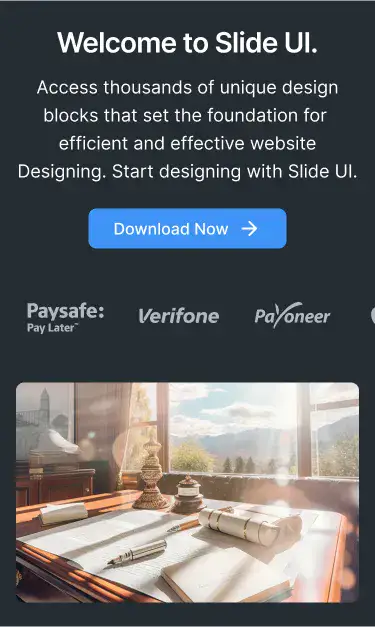 Welcome to Slide UI.
Access thousands of unique design
blocks that set the foundation for
efficient and effective website
Designing. Start designing with Slide UI.
Download Now
Paysafe:
Pay Later™
Verifone
Payoneer